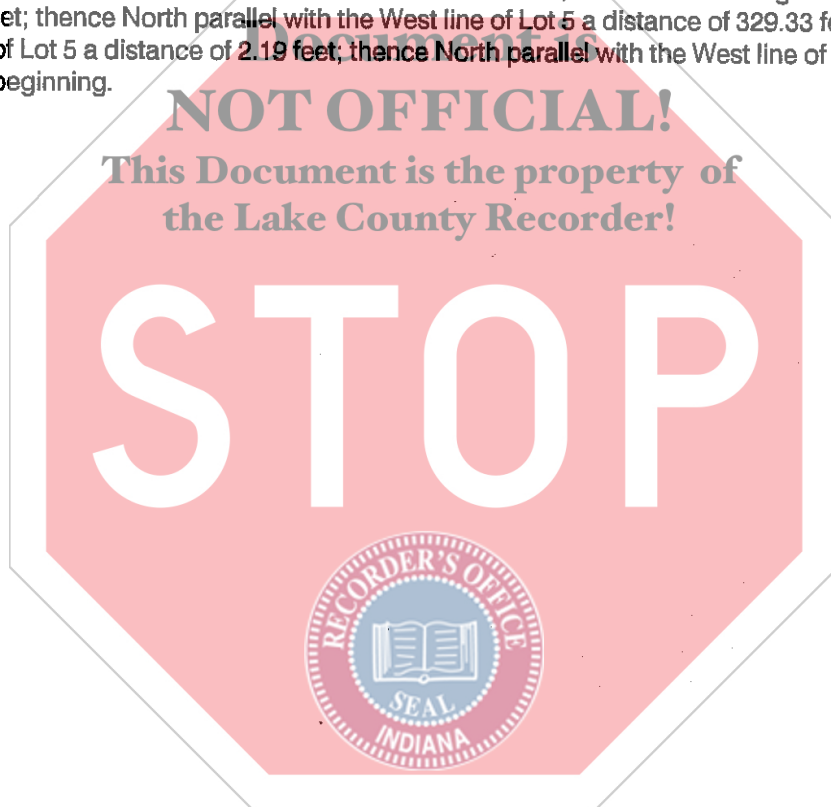 et; thence North parallel with the West line of Lot 5 a distance of 329.33
of Lot 5 a distance of 2.19 feet; thence North parallel with the West line of
beginning.
Document is
NOT OFFICIAL!
This Document is the property of
the Lake County Recorder!
STOP
RECORDER'S OFFICE
SEAL
INDIANA